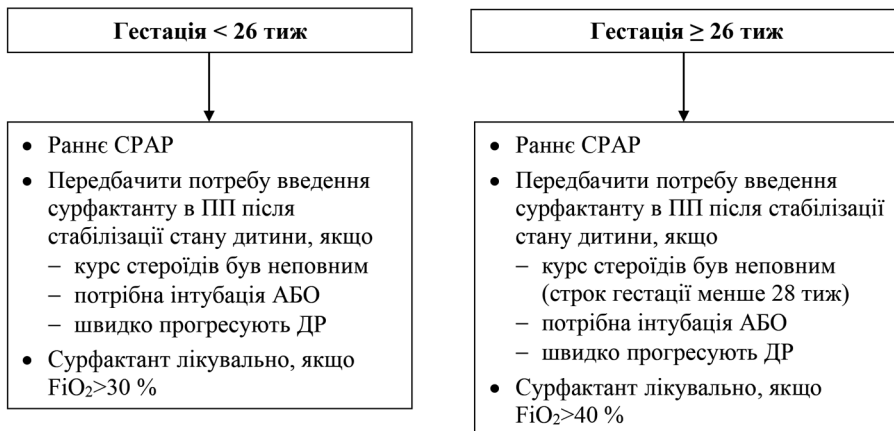 Гестація < 26 тиж
• Раннє СРАР
• Передбачити потребу введення
сурфактанту в ПП після
стабілізації стану дитини, якщо
− курс стероїдів був неповним
− потрібна інтубація АБО
− швидко прогресують ДР
• Сурфактант лікувально, якщо
FiO₂>30 %
Гестація ≥ 26 тиж
• Раннє СРАР
• Передбачити потребу введення
сурфактанту в ПП після стабілізації
стану дитини, якщо
− курс стероїдів був неповним
(строк гестації менше 28 тиж)
− потрібна інтубація АБО
− швидко прогресують ДР
• Сурфактант лікувально, якщо
FiO₂>40 %